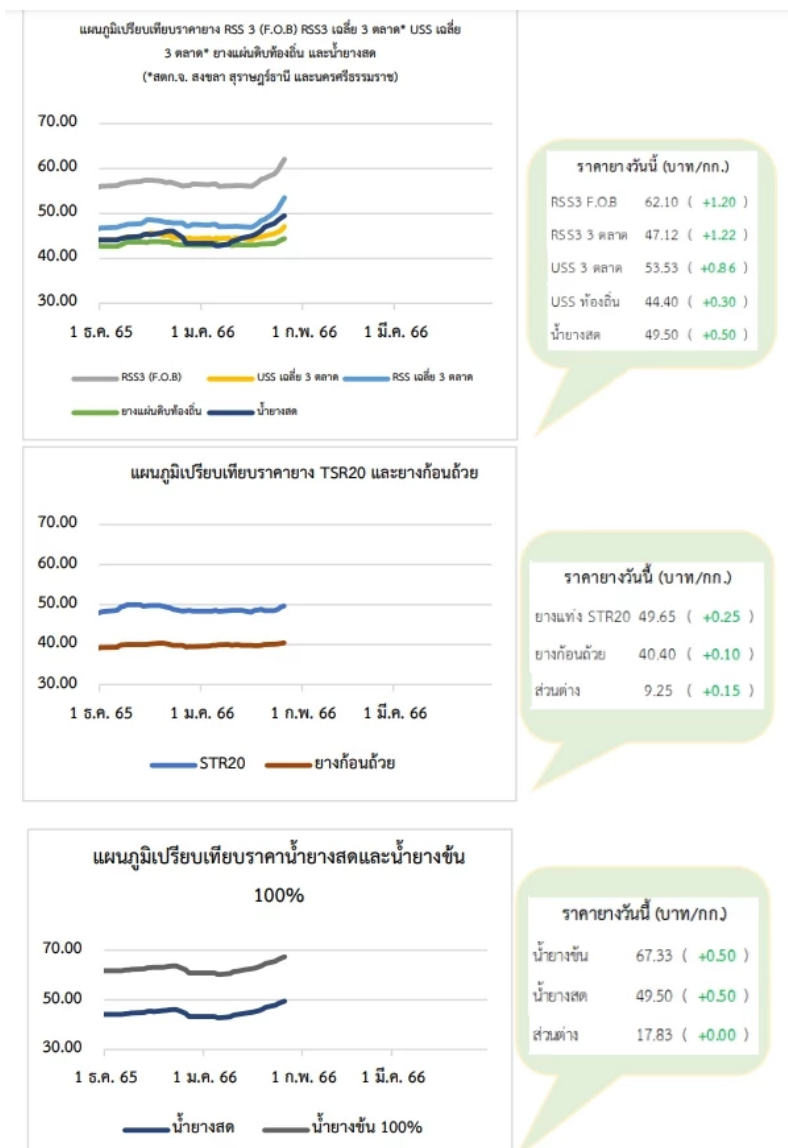 แผนภูมิเปรียบเทียบราคายาง RSS 3 (F.O.B) RSS3 เฉลี่ย 3 ตลาด* USS เฉลี่ย
3 ตลาด* ยางแผ่นดิบท้องถิ่น และน้ำยางสด
(*สตก.จ. สงขลา สุราษฎร์ธานี และนครศรีธรรมราช)
70.00
60.00
50.00
40.00
30.00
1 ธ.ค. 65 1 ม.ค. 66 1 ก.พ. 66 1 มี.ค. 66
RSS3 (F.O.B) USS เฉลี่ย 3 ตลาด RSS เฉลี่ย 3 ตลาด
ยางแผ่นดิบท้องถิ่น น้ำยางสด
ราคายางวันนี้ (บาท/กก.)
RSS3 F.O.B 62.10 ( +1.20 )
RSS3 3 ตลาด 47.12 ( +1.22 )
USS 3 ตลาด 53.53 ( +0.86 )
USS ท้องถิ่น 44.40 ( +0.30 )
น้ำยางสด 49.50 ( +0.50 )
แผนภูมิเปรียบเทียบราคายาง TSR20 และยางก้อนถ้วย
70.00
60.00
50.00
40.00
30.00
1 ธ.ค. 65 1 ม.ค. 66 1 ก.พ. 66 1 มี.ค. 66
STR20 ยางก้อนถ้วย
ราคายางวันนี้ (บาท/กก.)
ยางแท่ง STR20 49.65 ( +0.25 )
ยางก้อนถ้วย 40.40 ( +0.10 )
ส่วนต่าง 9.25 ( +0.15 )
แผนภูมิเปรียบเทียบราคาน้ำยางสดและน้ำยางข้น
100%
70.00
50.00
30.00
1 ธ.ค. 65 1 ม.ค. 66 1 ก.พ. 66 1 มี.ค. 66
น้ำยางสด น้ำยางข้น 100%
ราคายางวันนี้ (บาท/กก.)
น้ำยางข้น 67.33 ( +0.50 )
น้ำยางสด 49.50 ( +0.50 )
ส่วนต่าง 17.83 ( +0.00 )